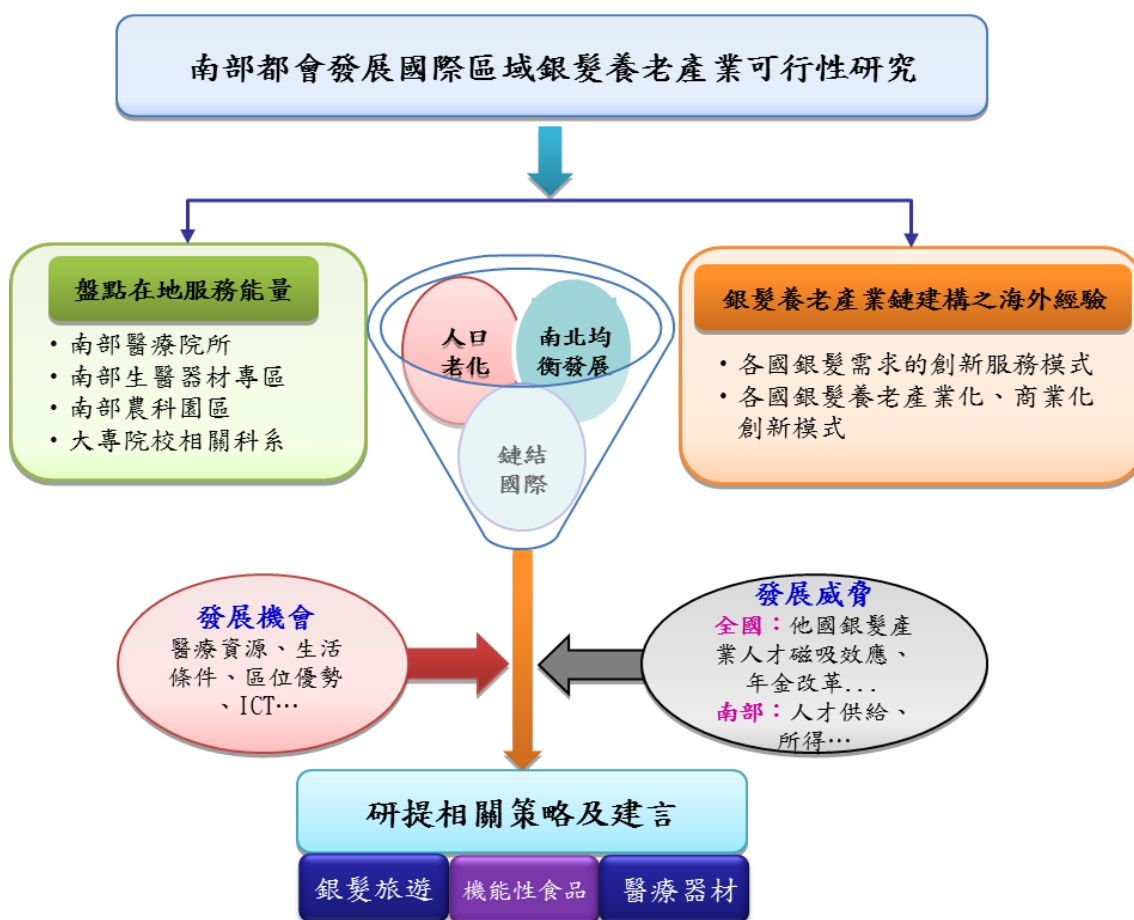 南部都會發展國際區域銀髮養老產業可行性研究
盤點在地服務能量
・南部醫療院所
・南部生醫器材專區
・南部農科園區
・大專院校相關科系
人口
老化
南北均
衡發展
鏈結
國際
銀髮養老產業鏈建構之海外經驗
・各國銀髮需求的創新服務模式
・各國銀髮養老產業化、商業化
創新模式
發展機會
醫療資源、生活
條件、區位優勢
、ICT…
發展威脅
全國：他國銀髮產
業人才磁吸效應、
年金改革...
南部：人才供給、
所得…
研提相關策略及建言
銀髮旅遊
機能性食品
醫療器材